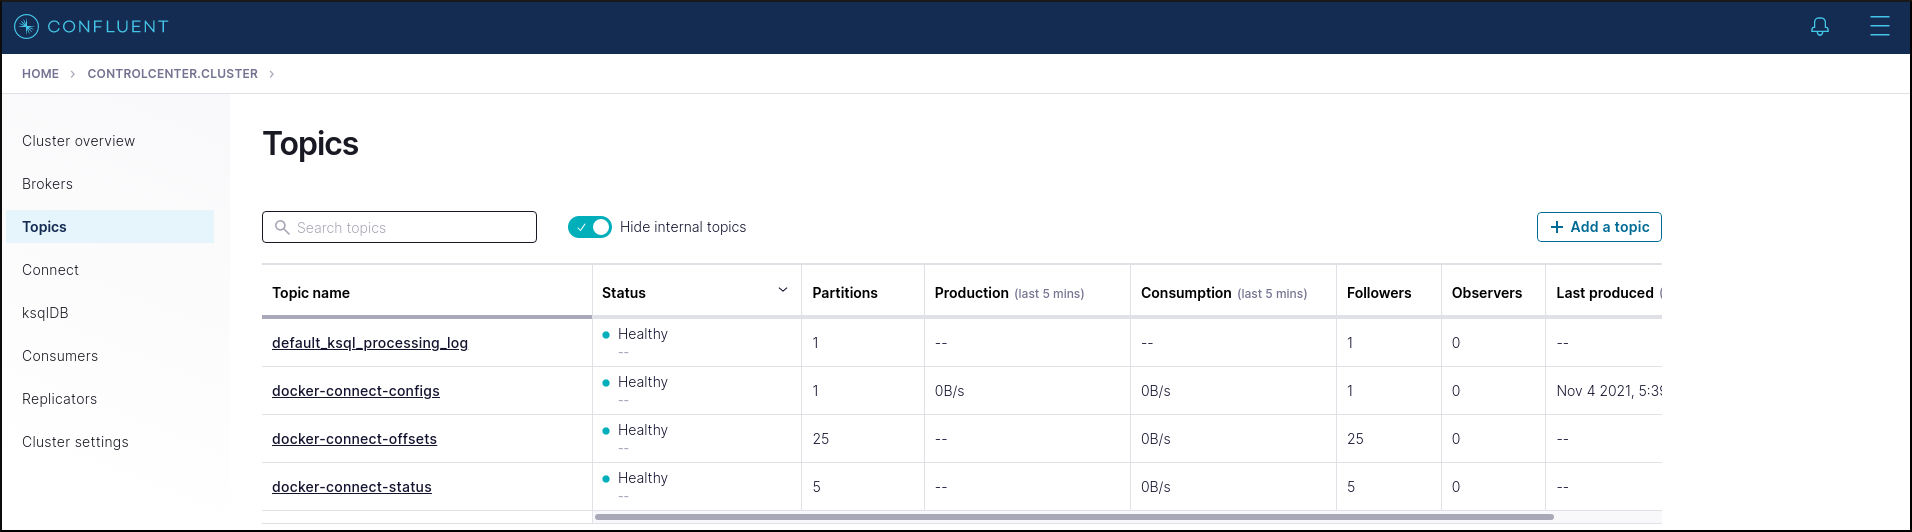 CONFLUENT
HOME > CONTROLCENTER.CLUSTER >
Cluster overview
Brokers
Topics
Connect
ksqlDB
Consumers
Replicators
Cluster settings
Topics
Search topics
Hide internal topics
+ Add a topic
Topic name Status Partitions Production (last 5 mins) Consumption (last 5 mins) Followers Observers Last produced (
default_ksql_processing_log Healthy 1 -- -- 1 0 --
--
docker-connect-configs Healthy 1 0B/s 0B/s 1 0 Nov 4 2021, 5:39
--
docker-connect-offsets Healthy 25 -- 0B/s 25 0 --
--
docker-connect-status Healthy 5 -- 0B/s 5 0 --
--